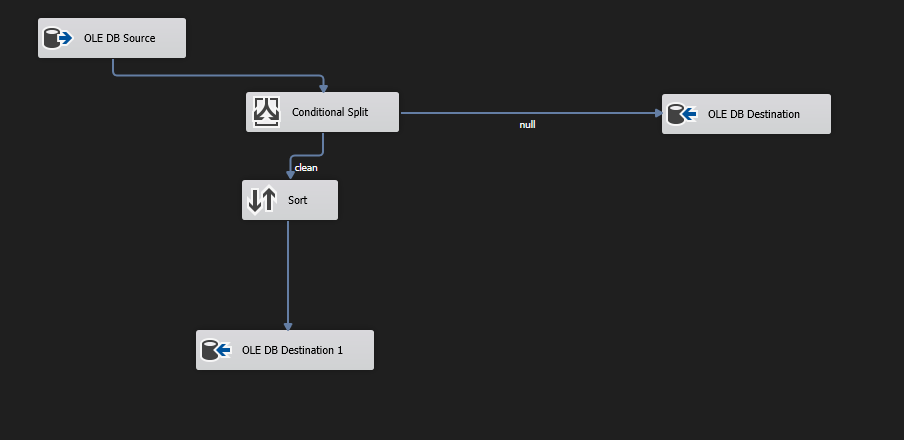 OLE DB Source
Conditional Split
OLE DB Destination
null
clean
Sort
OLE DB Destination 1